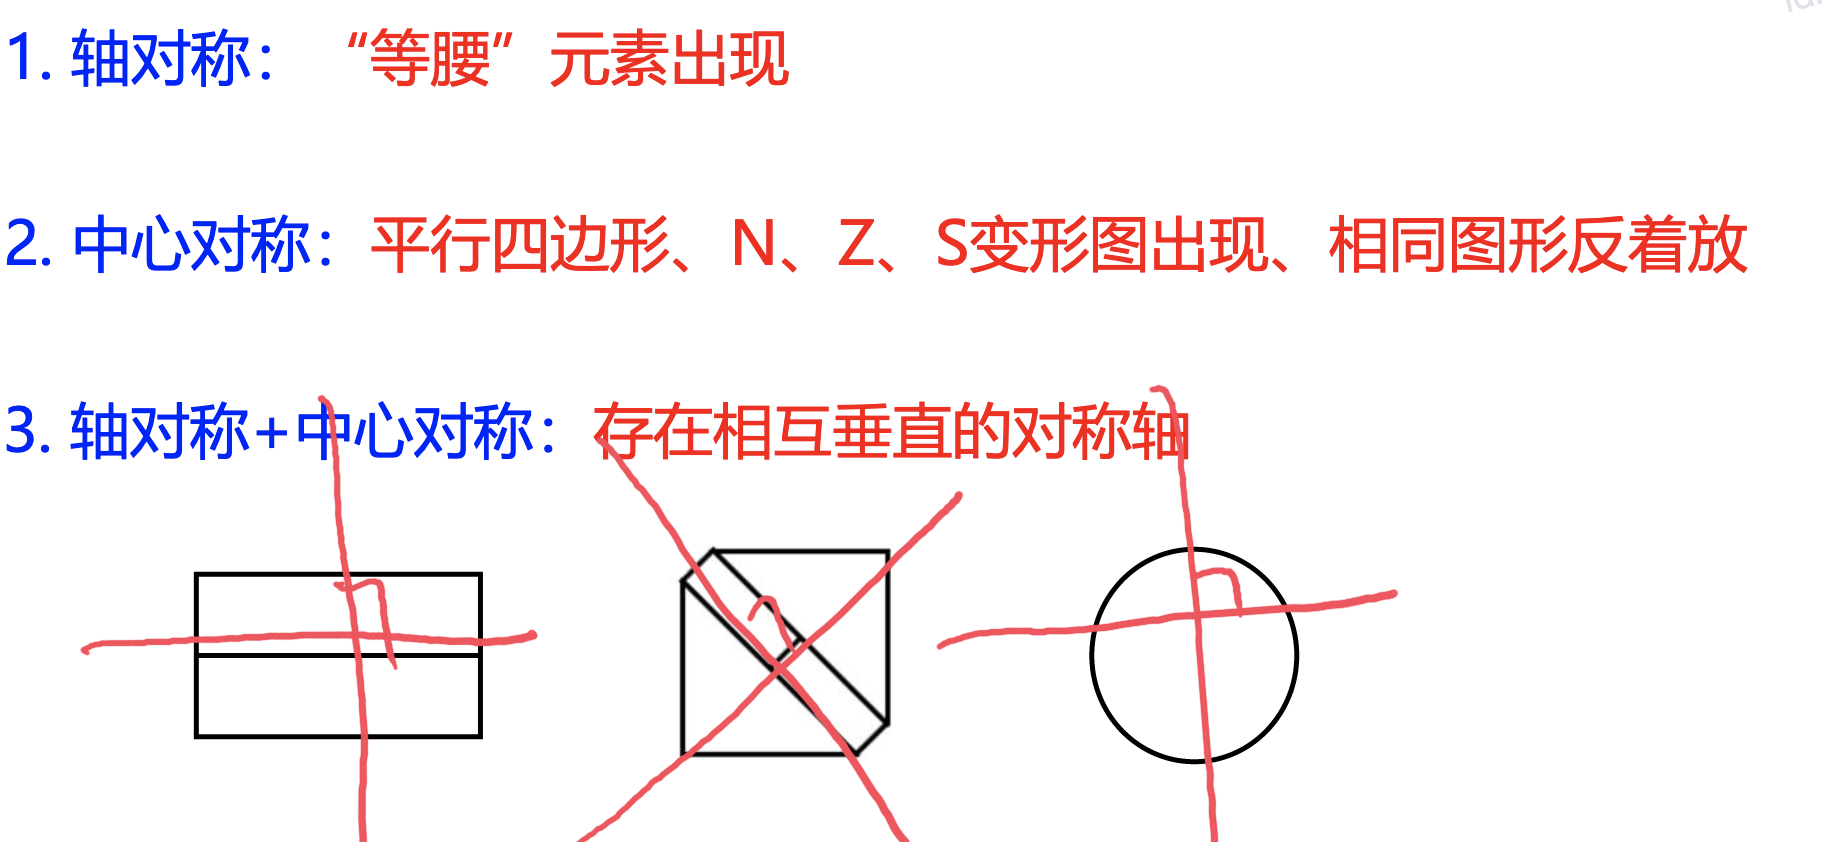 1. 轴对称： “等腰”元素出现
2. 中心对称：平行四边形、N、Z、S变形图出现、相同图形反着放
3. 轴对称+中心对称：存在相互垂直的对称轴